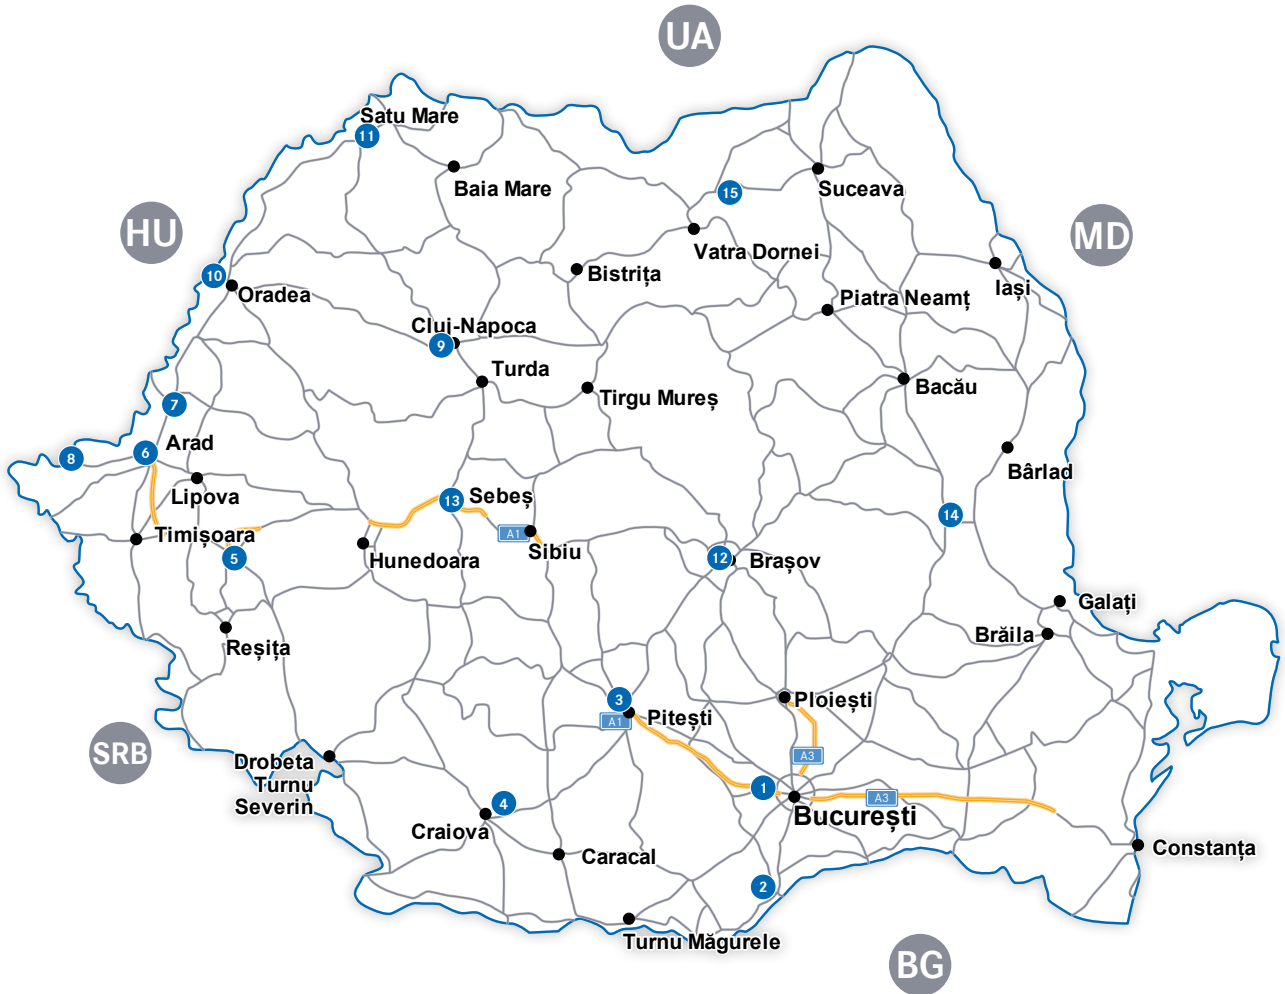 UA
Satu Mare
11
Baia Mare
15
Suceava
HU
MD
Vatra Dornei
10
Bistrița
Iași
Oradea
Piatra Neamț
Cluj-Napoca
9
Turda
Bacău
Tirgu Mureș
7
6
Arad
8
Bârlad
Lipova
13
Sebeș
14
Timișoara
A1
Sibiu
5
Hunedoara
12
Brașov
Galați
Brăila
Reșița
3
Ploiești
A1
Pitești
SRB
A3
Drobeta
Turnu
Severin
1
A3
4
București
Craiova
Constanța
Caracal
2
Turnu Măgurele
BG